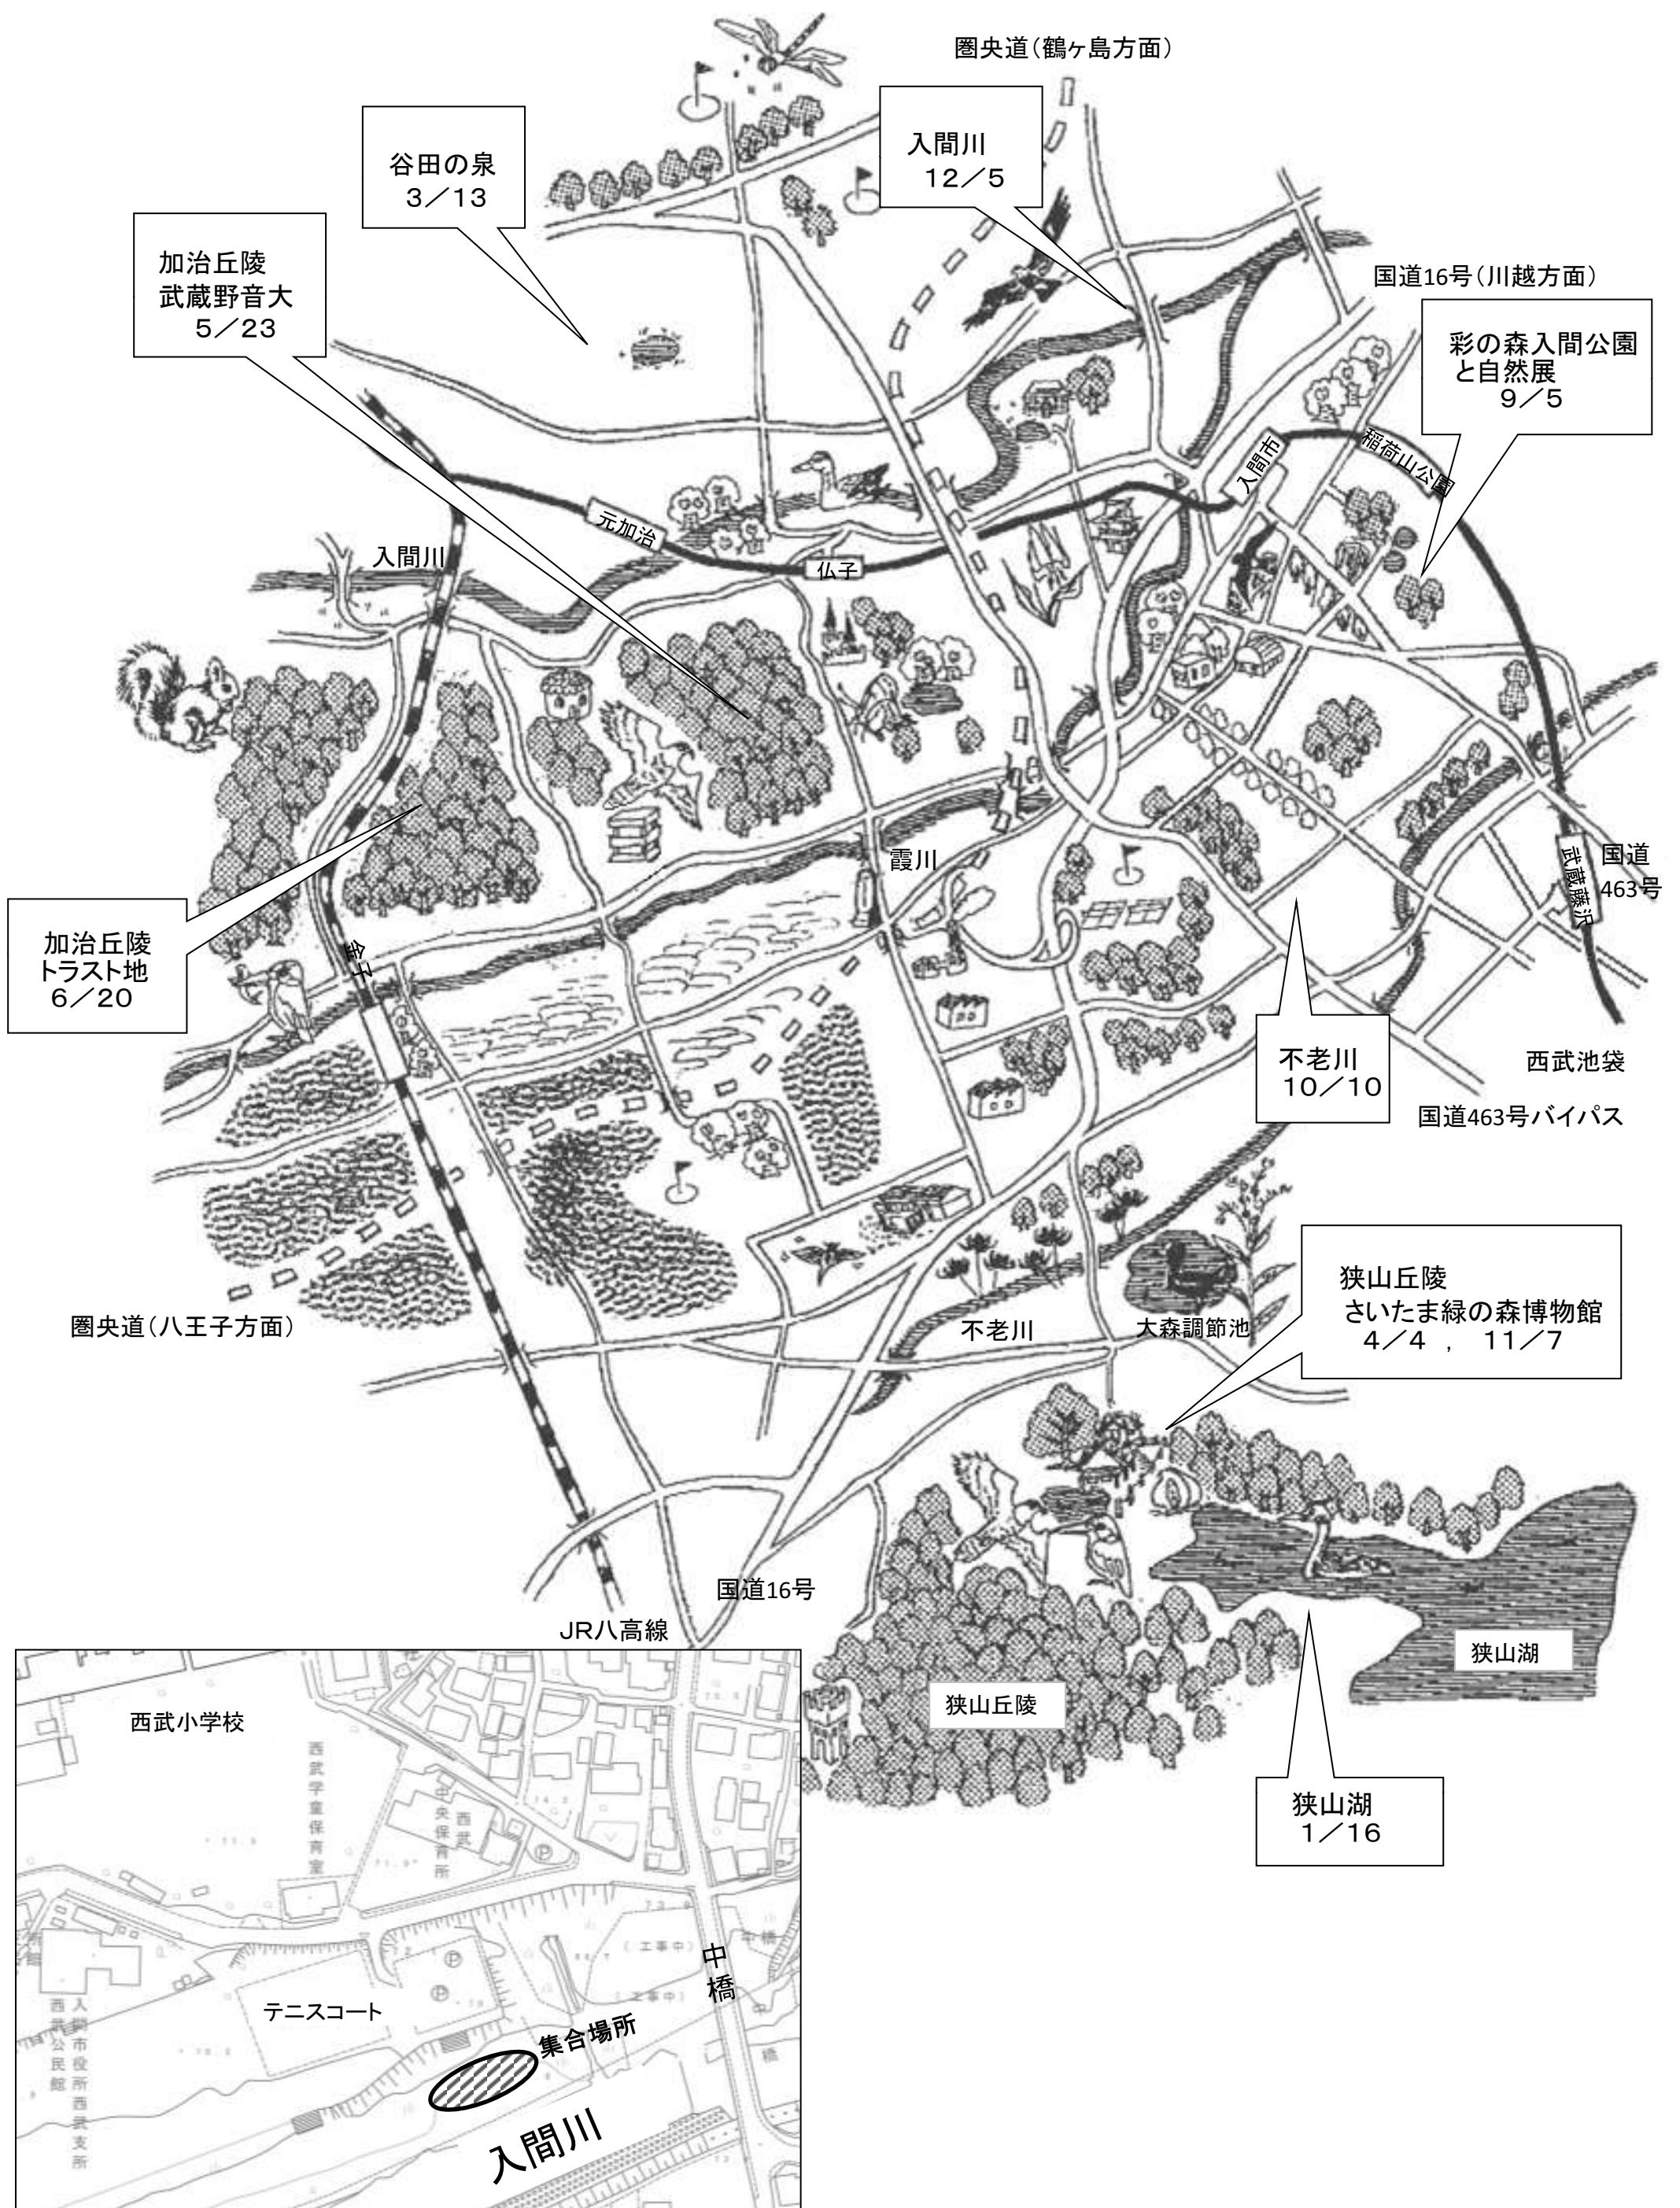 圏央道(鶴ヶ島方面)
谷田の泉
3/13
入間川
12/5
加治丘陵
武蔵野音大
5/23
国道16号(川越方面)
彩の森入間公園
と自然展
9/5
入間市
稲荷山公園
元加治
仏子
入間川
霞川
武蔵藤沢
国道
463号
加治丘陵
トラスト地
6/20
金子
不老川
10/10
西武池袋
国道463号バイパス
狭山丘陵
さいたま緑の森博物館
4/4 , 11/7
圏央道(八王子方面)
不老川
大森調節池
国道16号
JR八高線
狭山湖
狭山丘陵
狭山湖
1/16
西武小学校
西武学童保育室
西武
中央保育所
P
(工事中)
(工事中)
中橋
P
P
テニスコート
集合場所
入間市役所西武支所
西武公民館
入間川